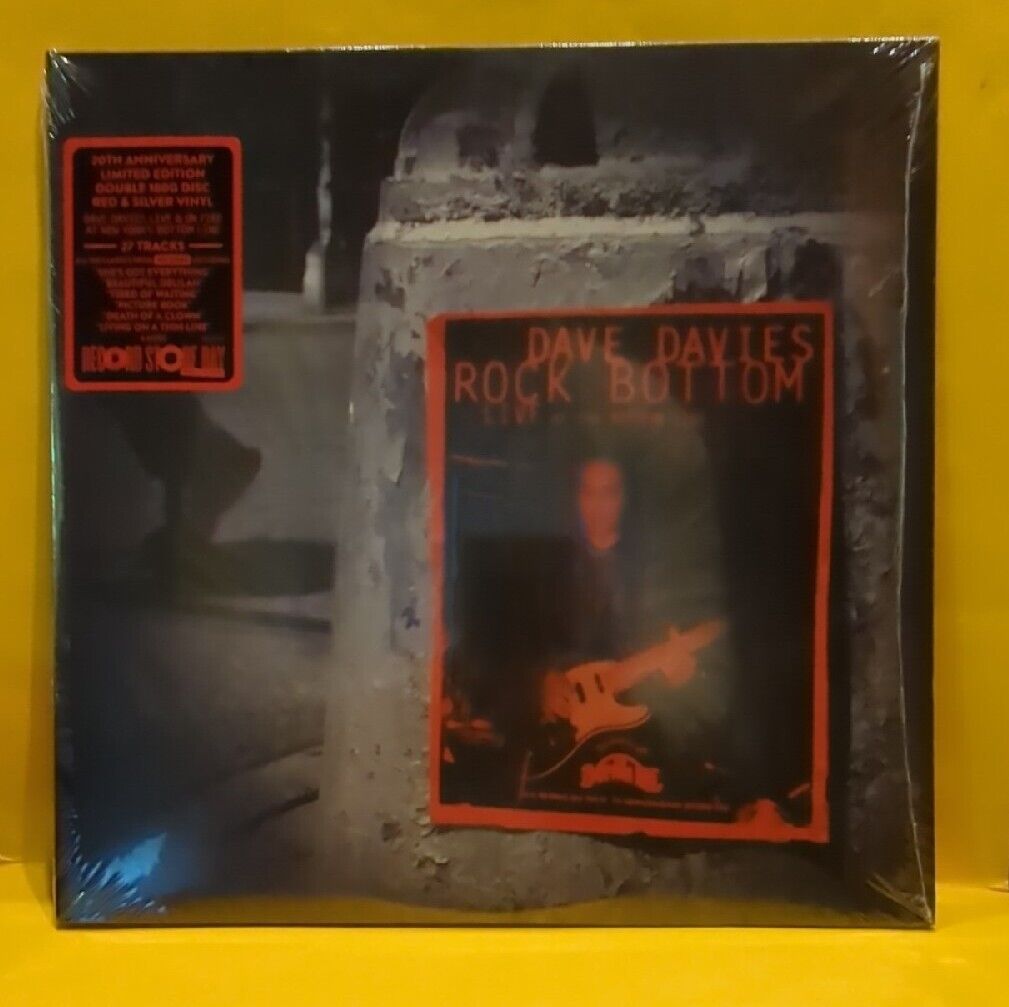 20TH ANNIVERSARY
LIMITED EDITION
DOUBLE 180G DISC
RED & SILVER VINYL
DAVE DAVIES LIVE & ON FIRE
AT NEW YORK'S BOTTOM LINE
27 TRACKS
"SHE'S GOT EVERYTHING"
"BEAUTIFUL DELILAH"
"TIRED OF WAITING"
"PICTURE BOOK"
"DEATH OF A CLOWN"
"LIVING ON A THIN LINE"
RECORD STORE DAY
DAVE DAVIES
ROCK BOTTOM
LIVE